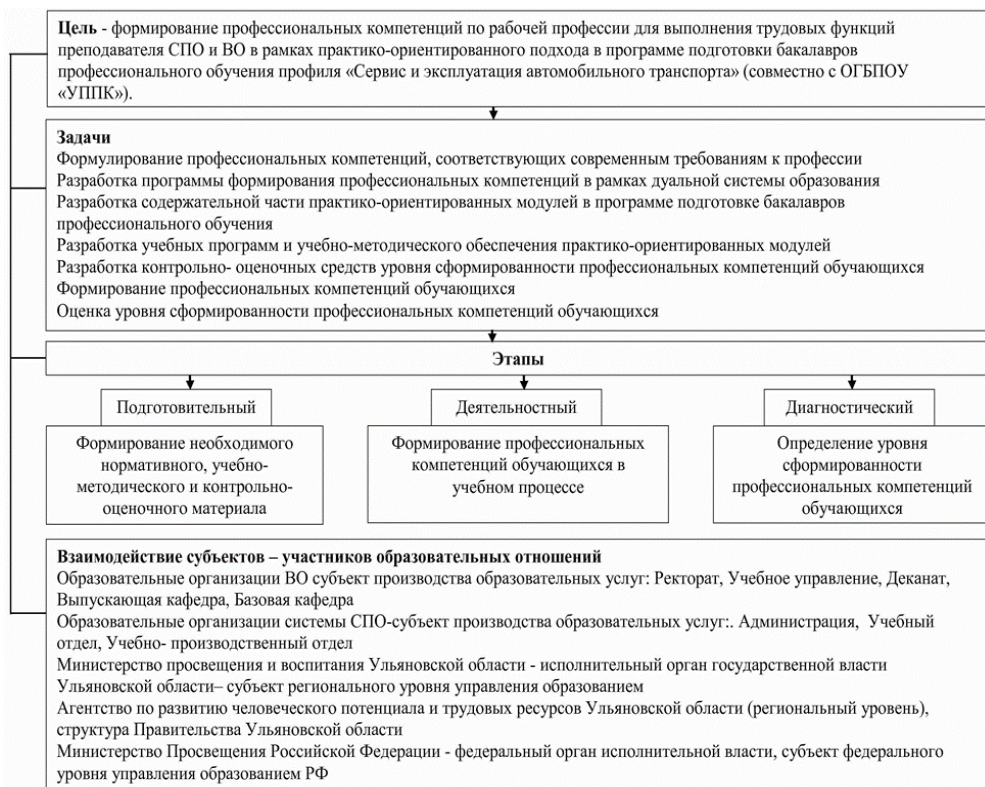 Цель - формирование профессиональных компетенций по рабочей профессии для выполнения трудовых функций
преподавателя СПО и ВО в рамках практико-ориентированного подхода в программе подготовки бакалавров
профессионального обучения профиля «Сервис и эксплуатация автомобильного транспорта» (совместно с ОГБПОУ
«УППК»).
Задачи
Формулирование профессиональных компетенций, соответствующих современным требованиям к профессии
Разработка программы формирования профессиональных компетенций в рамках дуальной системы образования
Разработка содержательной части практико-ориентированных модулей в программе подготовке бакалавров
профессионального обучения
Разработка учебных программ и учебно-методического обеспечения практико-ориентированных модулей
Разработка контрольно- оценочных средств уровня сформированности профессиональных компетенций обучающихся
Формирование профессиональных компетенций обучающихся
Оценка уровня сформированности профессиональных компетенций обучающихся
Этапы
Подготовительный
Формирование необходимого
нормативного, учебно-
методического и контрольно-
оценочного материала
Деятельностный
Формирование профессиональных
компетенций обучающихся в
учебном процессе
Диагностический
Определение уровня
сформированности
профессиональных компетенций
обучающихся
Взаимодействие субъектов – участников образовательных отношений
Образовательные организации ВО субъект производства образовательных услуг: Ректорат, Учебное управление, Деканат,
Выпускающая кафедра, Базовая кафедра
Образовательные организации системы СПО-субъект производства образовательных услуг:. Администрация, Учебный
отдел, Учебно- производственный отдел
Министерство просвещения и воспитания Ульяновской области - исполнительный орган государственной власти
Ульяновской области– субъект регионального уровня управления образованием
Агентство по развитию человеческого потенциала и трудовых ресурсов Ульяновской области (региональный уровень),
структура Правительства Ульяновской области
Министерство Просвещения Российской Федерации - федеральный орган исполнительной власти, субъект федерального
уровня управления образованием РФ